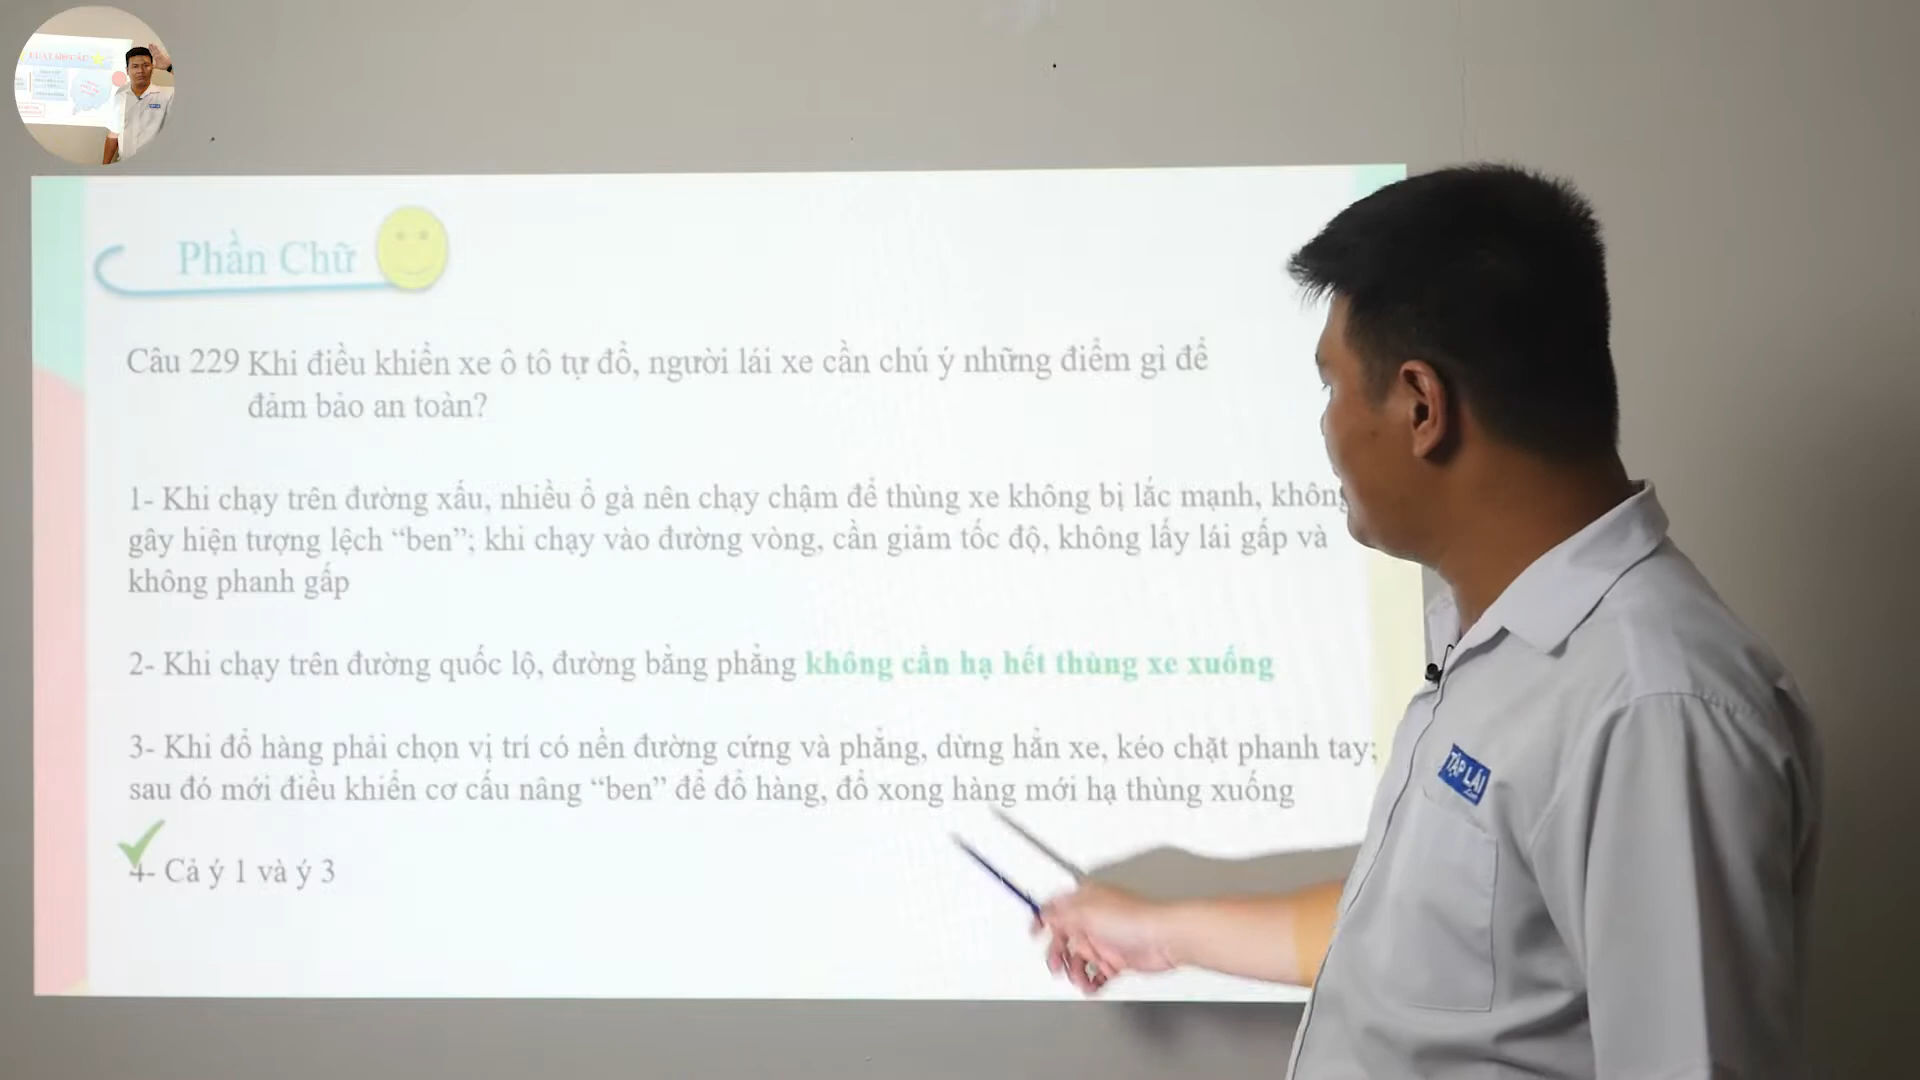 Phần Chữ
Câu 229 Khi điều khiển xe ô tô tự đổ, người lái xe cần chú ý những điểm gì để
đảm bảo an toàn?
1- Khi chạy trên đường xấu, nhiều ổ gà nên chạy chậm để thùng xe không bị lắc mạnh, không
gây hiện tượng lệch “ben”; khi chạy vào đường vòng, cần giảm tốc độ, không lấy lái gấp và
không phanh gấp
2- Khi chạy trên đường quốc lộ, đường bằng phẳng không cần hạ hết thùng xe xuống
3- Khi đổ hàng phải chọn vị trí có nền đường cứng và phẳng, dừng hẳn xe, kéo chặt phanh tay;
sau đó mới điều khiển cơ cấu nâng “ben” để đổ hàng, đổ xong hàng mới hạ thùng xuống
4- Cả ý 1 và ý 3
TẬP LÁI